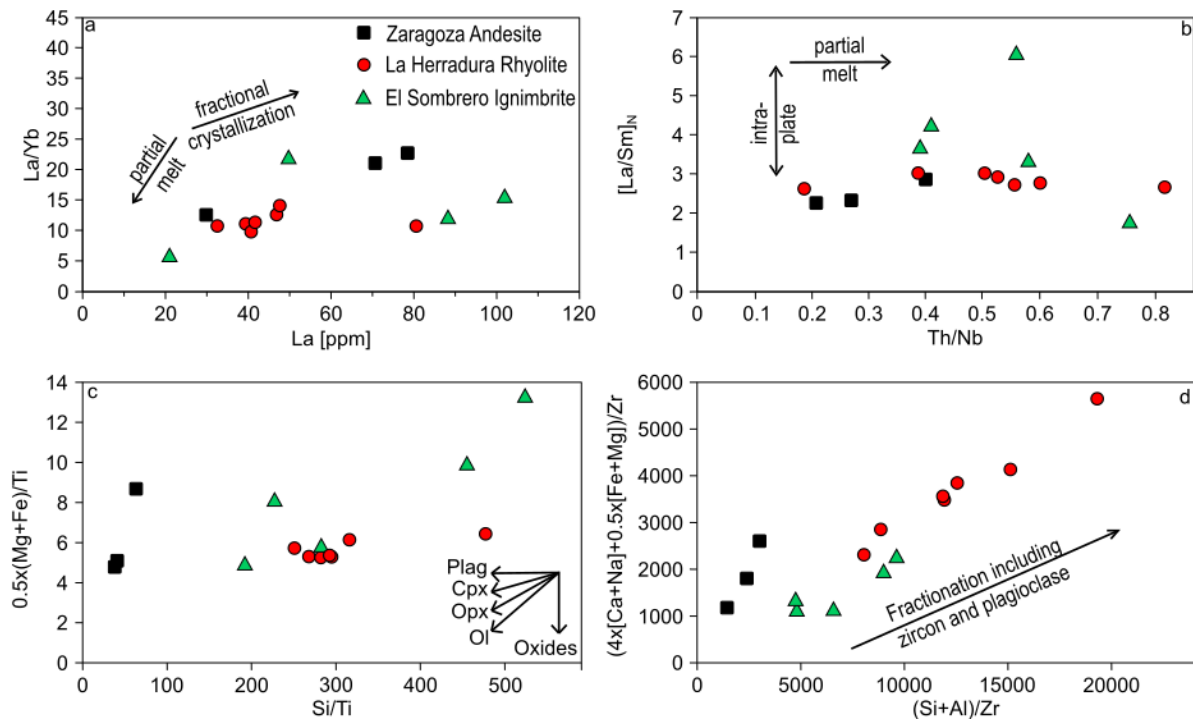 a
45
40
35
30
25
20
15
10
5
0
La/Yb
Zaragoza Andesite
La Herradura Rhyolite
El Sombrero Ignimbrite
fractional
crystallization
partial
melt
0 20 40 60 80 100 120
La [ppm]
b
7
6
5
4
3
2
1
0
[La/Sm]N
partial
melt
intra-
plate
0 0.1 0.2 0.3 0.4 0.5 0.6 0.7 0.8
Th/Nb
c
14
12
10
8
6
4
2
0
0.5x(Mg+Fe)/Ti
Plag
Cpx
Opx
Ol
Oxides
0 100 200 300 400 500
Si/Ti
d
6000
5000
4000
3000
2000
1000
0
(4x[Ca+Na]+0.5x[Fe+Mg])/Zr
Fractionation including
zircon and plagioclase
0 5000 10000 15000 20000
(Si+Al)/Zr